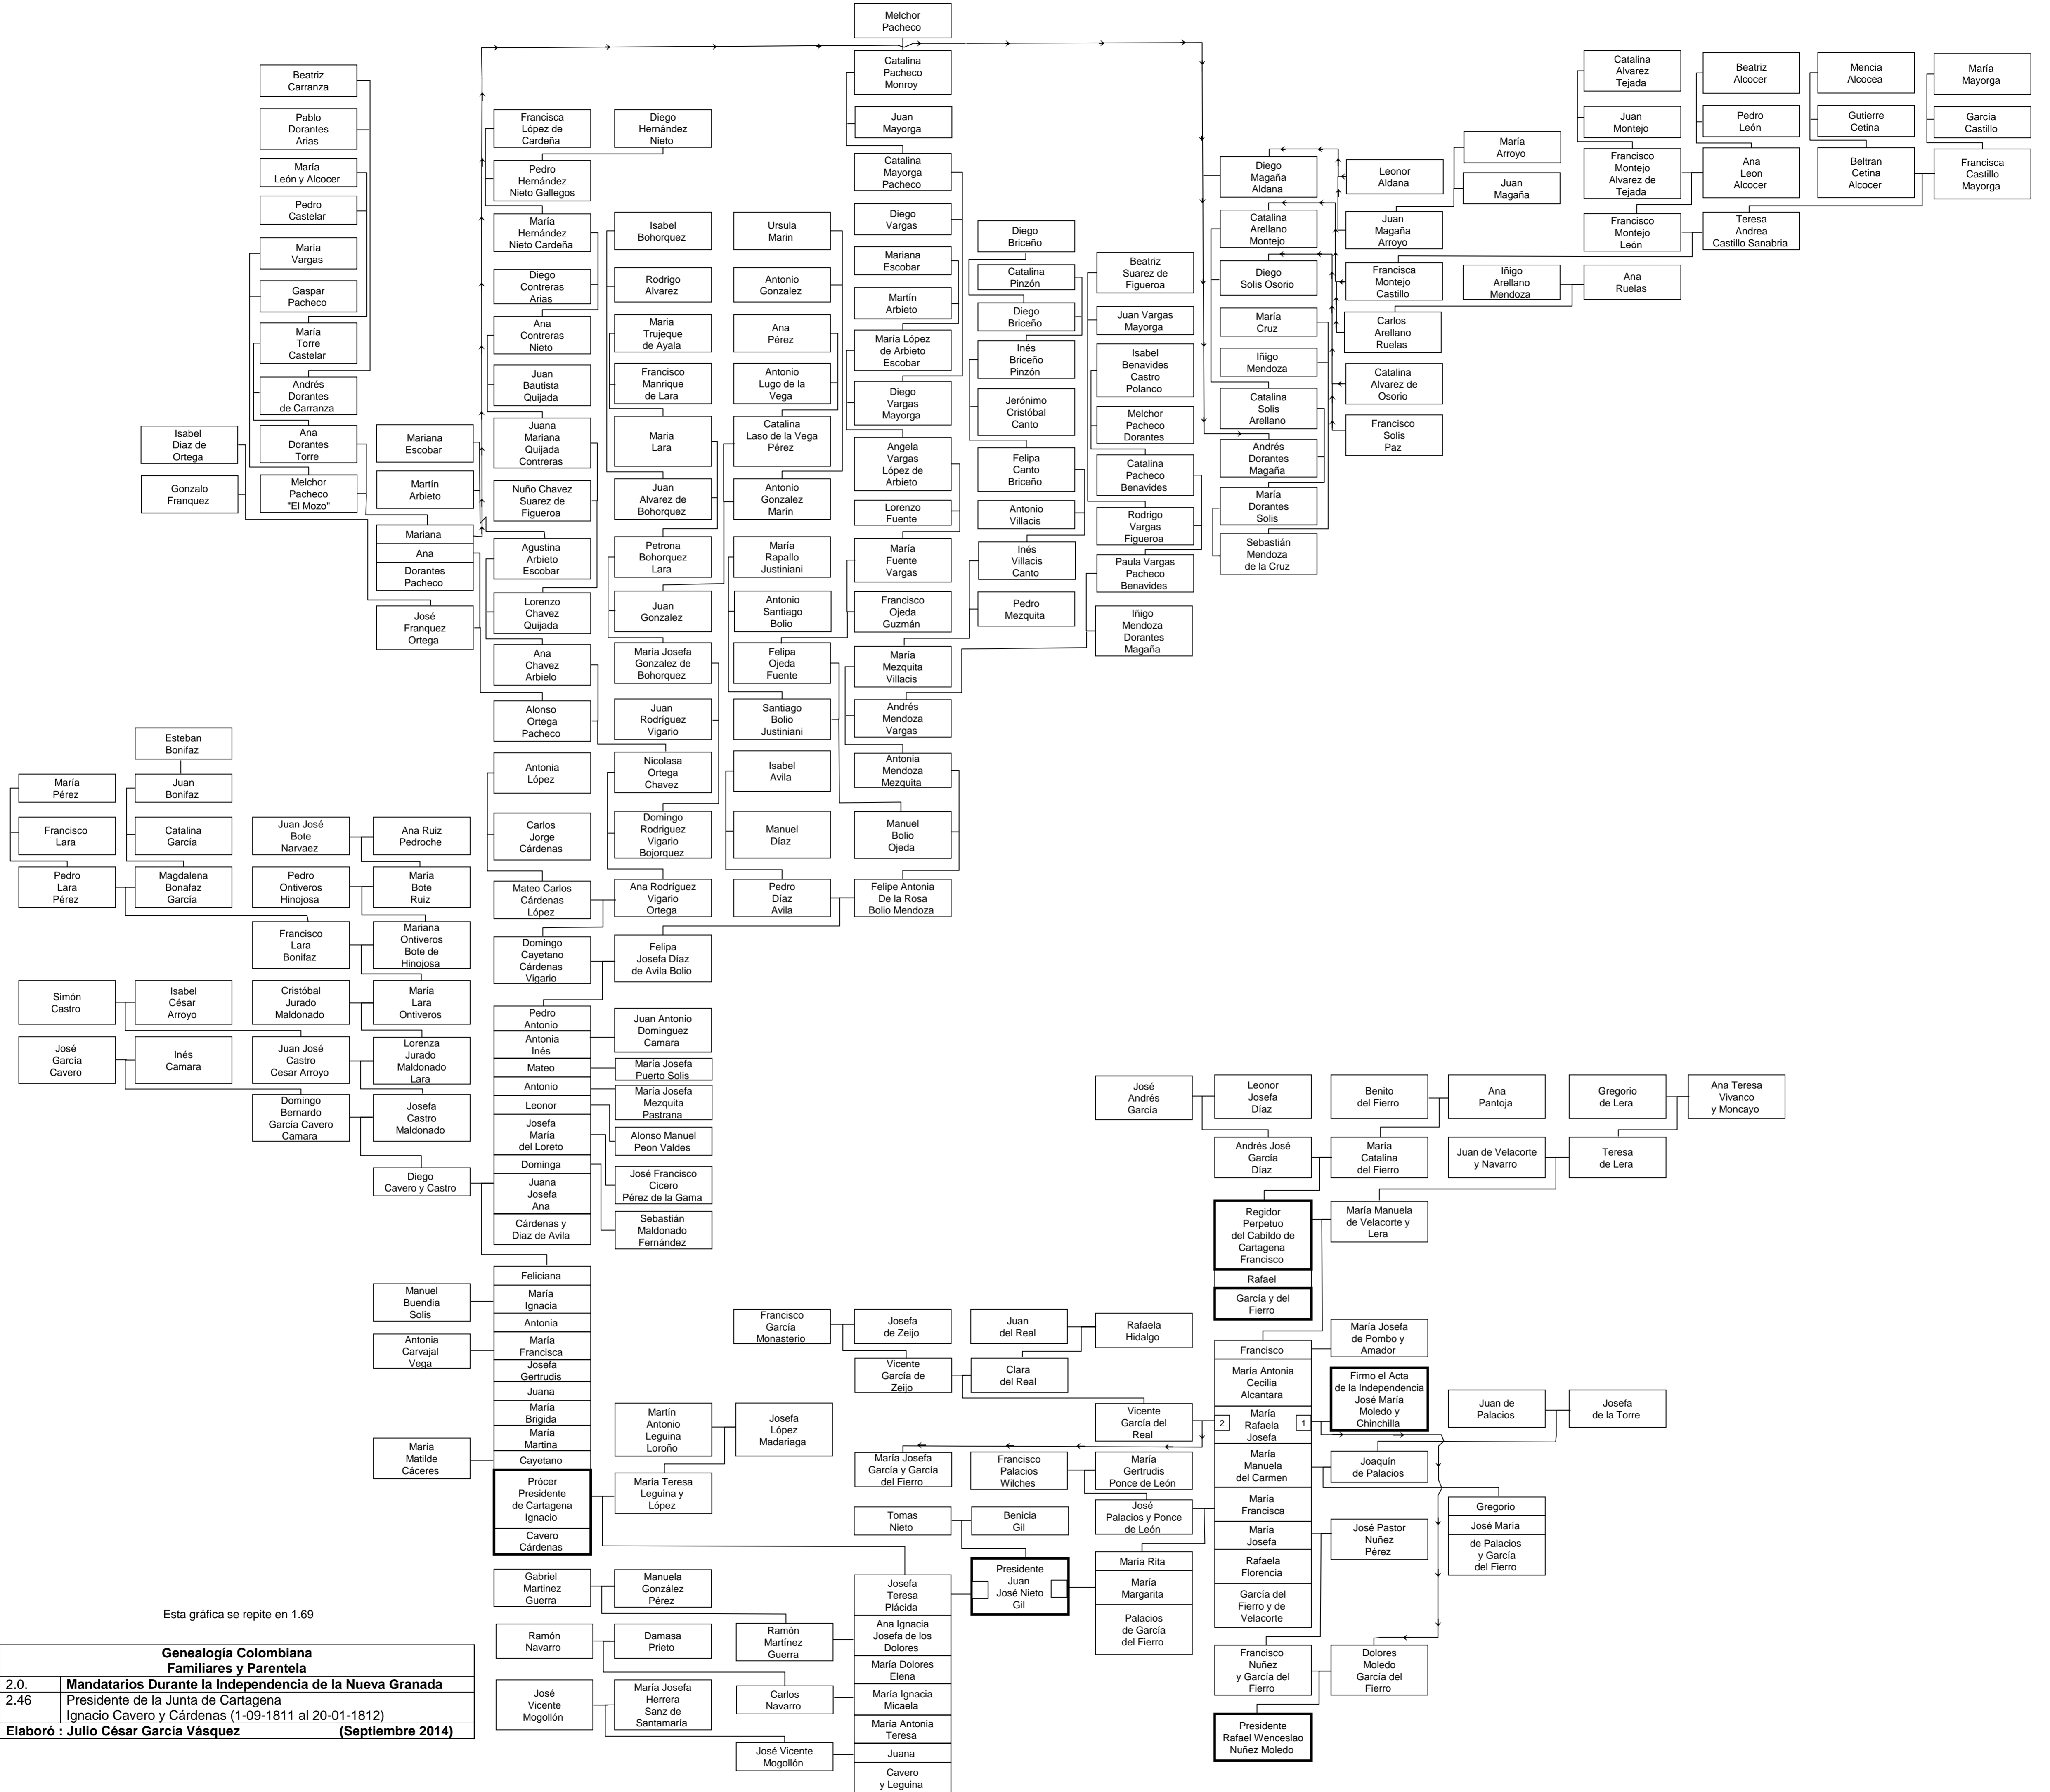 Melchor
Pacheco
Catalina
Pacheco
Monroy
Juan
Mayorga
Catalina
Mayorga
Pacheco
Diego
Vargas
Mariana
Escobar
Martín
Arbieto
María López
de Arbieto
Escobar
Diego
Vargas
Mayorga
Angela
Vargas
López de
Arbieto
Lorenzo
Fuente
María
Fuente
Vargas
Francisco
Ojeda
Guzmán
María
Mezquita
Villacis
Andrés
Mendoza
Vargas
Antonia
Mendoza
Mezquita
Manuel
Bolio
Ojeda
Felipe Antonia
De la Rosa
Bolio Mendoza
Beatriz
Carranza
Pablo
Dorantes
Arias
María
León y Alcocer
Pedro
Castelar
María
Vargas
Gaspar
Pacheco
María
Torre
Castelar
Andrés
Dorantes
de Carranza
Ana
Dorantes
Torre
Melchor
Pacheco
"El Mozo"
Isabel
Diaz de
Ortega
Gonzalo
Franquez
Mariana
Escobar
Martín
Arbieto
Mariana
Ana
Dorantes
Pacheco
José
Franquez
Ortega
Francisca
López de
Cardeña
Diego
Hernández
Nieto
Pedro
Hernández
Nieto Gallegos
María
Hernández
Nieto Cardeña
Diego
Contreras
Arias
Ana
Contreras
Nieto
Juan
Bautista
Quijada
Juana
Mariana
Quijada
Contreras
Nuño Chavez
Suarez de
Figueroa
Agustina
Arbieto
Escobar
Lorenzo
Chavez
Quijada
Ana
Chavez
Arbielo
Alonso
Ortega
Pacheco
Antonia
López
Carlos
Jorge
Cárdenas
Mateo Carlos
Cárdenas
López
Domingo
Cayetano
Cárdenas
Vigario
Isabel
Bohorquez
Rodrigo
Alvarez
Maria
Trujeque
de Ayala
Francisco
Manrique
de Lara
Maria
Lara
Juan
Alvarez de
Bohorquez
Petrona
Bohorquez
Lara
Juan
Gonzalez
María Josefa
Gonzalez de
Bohorquez
Juan
Rodríguez
Vigario
Nicolasa
Ortega
Chavez
Domingo
Rodriguez
Vigario
Bojorquez
Ana Rodríguez
Vigario
Ortega
Felipa
Josefa Díaz
de Avila Bolio
Ursula
Marin
Antonio
Gonzalez
Ana
Pérez
Antonio
Lugo de la
Vega
Catalina
Laso de la Vega
Pérez
Antonio
Gonzalez
Marín
María
Rapallo
Justiniani
Antonio
Santiago
Bolio
Felipa
Ojeda
Fuente
Santiago
Bolio
Justiniani
Isabel
Avila
Manuel
Díaz
Pedro
Díaz
Avila
Diego
Briceño
Catalina
Pinzón
Diego
Briceño
Inés
Briceño
Pinzón
Jerónimo
Cristóbal
Canto
Felipa
Canto
Briceño
Antonio
Villacis
Inés
Villacis
Canto
Pedro
Mezquita
Beatriz
Suarez de
Figueroa
Juan Vargas
Mayorga
Isabel
Benavides
Castro
Polanco
Melchor
Pacheco
Dorantes
Catalina
Pacheco
Benavides
Rodrigo
Vargas
Figueroa
Paula Vargas
Pacheco
Benavides
Iñigo
Mendoza
Dorantes
Magaña
Diego
Magaña
Aldana
Catalina
Arellano
Montejo
Diego
Solis Osorio
María
Cruz
Iñigo
Mendoza
Catalina
Solis
Arellano
Andrés
Dorantes
Magaña
María
Dorantes
Solis
Sebastián
Mendoza
de la Cruz
Leonor
Aldana
Juan
Magaña
Arroyo
Francisca
Montejo
Castillo
Carlos
Arellano
Ruelas
Catalina
Alvarez de
Osorio
Francisco
Solis
Paz
María
Arroyo
Juan
Magaña
Iñigo
Arellano
Mendoza
Ana
Ruelas
Catalina
Alvarez
Tejada
Juan
Montejo
Francisco
Montejo
Alvarez de
Tejada
Francisco
Montejo
León
Beatriz
Alcocer
Pedro
León
Ana
Leon
Alcocer
Teresa
Andrea
Castillo Sanabria
Mencia
Alcocea
Gutierre
Cetina
Beltran
Cetina
Alcocer
María
Mayorga
García
Castillo
Francisca
Castillo
Mayorga
Esteban
Bonifaz
María
Pérez
Juan
Bonifaz
Francisco
Lara
Catalina
García
Juan José
Bote
Narvaez
Ana Ruiz
Pedroche
Pedro
Lara
Pérez
Magdalena
Bonafaz
García
Pedro
Ontiveros
Hinojosa
María
Bote
Ruiz
Francisco
Lara
Bonifaz
Mariana
Ontiveros
Bote de
Hinojosa
Simón
Castro
Isabel
César
Arroyo
Cristóbal
Jurado
Maldonado
María
Lara
Ontiveros
José
García
Cavero
Inés
Camara
Juan José
Castro
Cesar Arroyo
Lorenza
Jurado
Maldonado
Lara
Domingo
Bernardo
García Cavero
Camara
Josefa
Castro
Maldonado
Diego
Cavero y Castro
Pedro
Antonio
Antonia
Inés
Mateo
Antonio
Leonor
Josefa
María
del Loreto
Dominga
Juana
Josefa
Ana
Cárdenas y
Diaz de Avila
Juan Antonio
Dominguez
Camara
María Josefa
Puerto Solis
María Josefa
Mezquita
Pastrana
Alonso Manuel
Peon Valdes
José Francisco
Cicero
Pérez de la Gama
Sebastián
Maldonado
Fernández
Feliciana
María
Ignacia
Antonia
María
Francisca
Josefa
Gertrudis
Juana
María
Brigida
María
Martina
Cayetano
Prócer
Presidente
de Cartagena
Ignacio
Cavero
Cárdenas
Manuel
Buendia
Solis
Antonia
Carvajal
Vega
María
Matilde
Cáceres
Martín
Antonio
Leguina
Loroño
Josefa
López
Madariaga
María Teresa
Leguina y
López
José
Andrés
García
Leonor
Josefa
Díaz
Benito
del Fierro
Ana
Pantoja
Gregorio
de Lera
Ana Teresa
Vivanco
y Moncayo
Andrés José
García
Díaz
María
Catalina
del Fierro
Juan de Velacorte
y Navarro
Teresa
de Lera
Regidor
Perpetuo
del Cabildo de
Cartagena
Francisco
Rafael
García y del
Fierro
María Manuela
de Velacorte y
Lera
Francisco
García
Monasterio
Josefa
de Zeijo
Juan
del Real
Rafaela
Hidalgo
Vicente
García de
Zeijo
Clara
del Real
Vicente
García del
Real
Francisco
María Antonia
Cecilia
Alcantara
2
María
Rafaela
Josefa
1
María
Manuela
del Carmen
María
Francisca
María
Josefa
Rafaela
Florencia
García del
Fierro y de
Velacorte
María Josefa
de Pombo y
Amador
Firmo el Acta
de la Independencia
José María
Moledo y
Chinchilla
Juan de
Palacios
Josefa
de la Torre
Joaquín
de Palacios
Gregorio
José María
de Palacios
y García
del Fierro
José Pastor
Nuñez
Pérez
María Josefa
García y García
del Fierro
Francisco
Palacios
Wilches
María
Gertrudis
Ponce de León
José
Palacios y Ponce
de León
Tomas
Nieto
Benicia
Gil
Presidente
Juan
José Nieto
Gil
María Rita
María
Margarita
Palacios
de García
del Fierro
Gabriel
Martinez
Guerra
Manuela
González
Pérez
Ramón
Navarro
Damasa
Prieto
Ramón
Martínez
Guerra
José
Vicente
Mogollón
María Josefa
Herrera
Sanz de
Santamaría
Carlos
Navarro
José Vicente
Mogollón
Josefa
Teresa
Plácida
Ana Ignacia
Josefa de los
Dolores
María Dolores
Elena
María Ignacia
Micaela
María Antonia
Teresa
Juana
Cavero
y Leguina
Francisco
Nuñez
y García del
Fierro
Dolores
Moledo
García del
Fierro
Presidente
Rafael Wenceslao
Nuñez Moledo
Esta gráfica se repite en 1.69
Genealogía Colombiana
Familiares y Parentela
2.0. Mandatarios Durante la Independencia de la Nueva Granada
2.46 Presidente de la Junta de Cartagena
Ignacio Cavero y Cárdenas (1-09-1811 al 20-01-1812)
Elaboró : Julio César García Vásquez (Septiembre 2014)